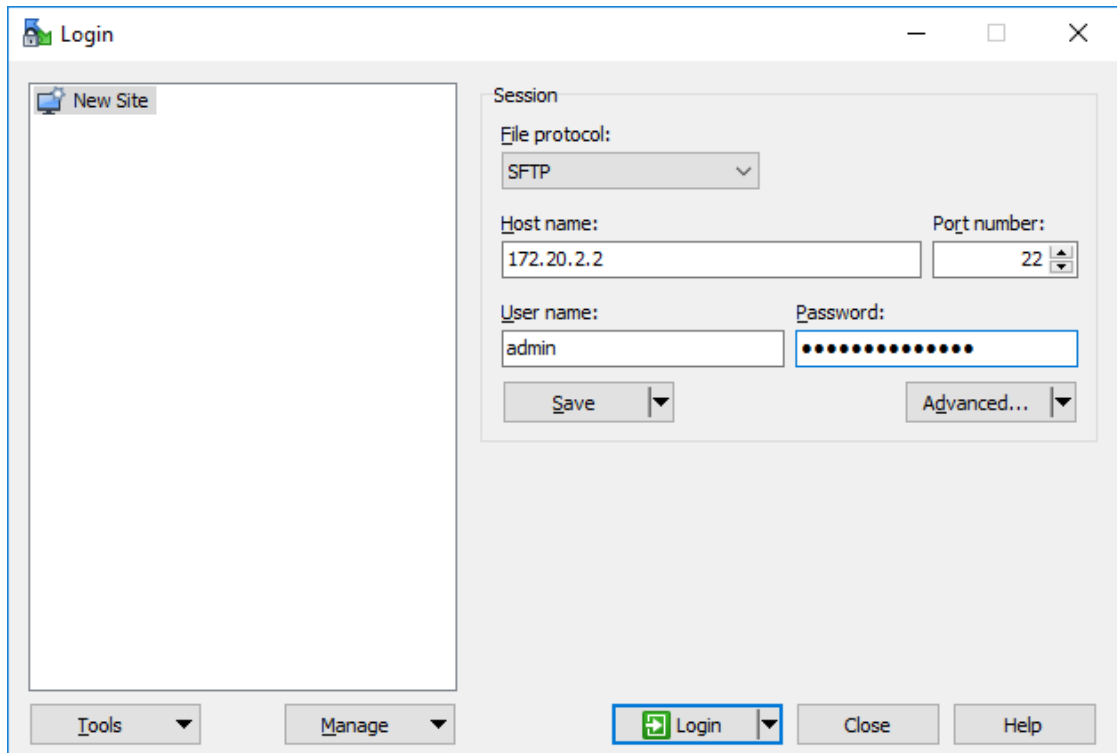 Login
New Site
Session
File protocol:
SFTP
Host name:
Port number:
172.20.2.2
22
User name:
Password:
admin
●●●●●●●●●●●●●●
Save
Advanced...
Tools
Manage
Login
Close
Help